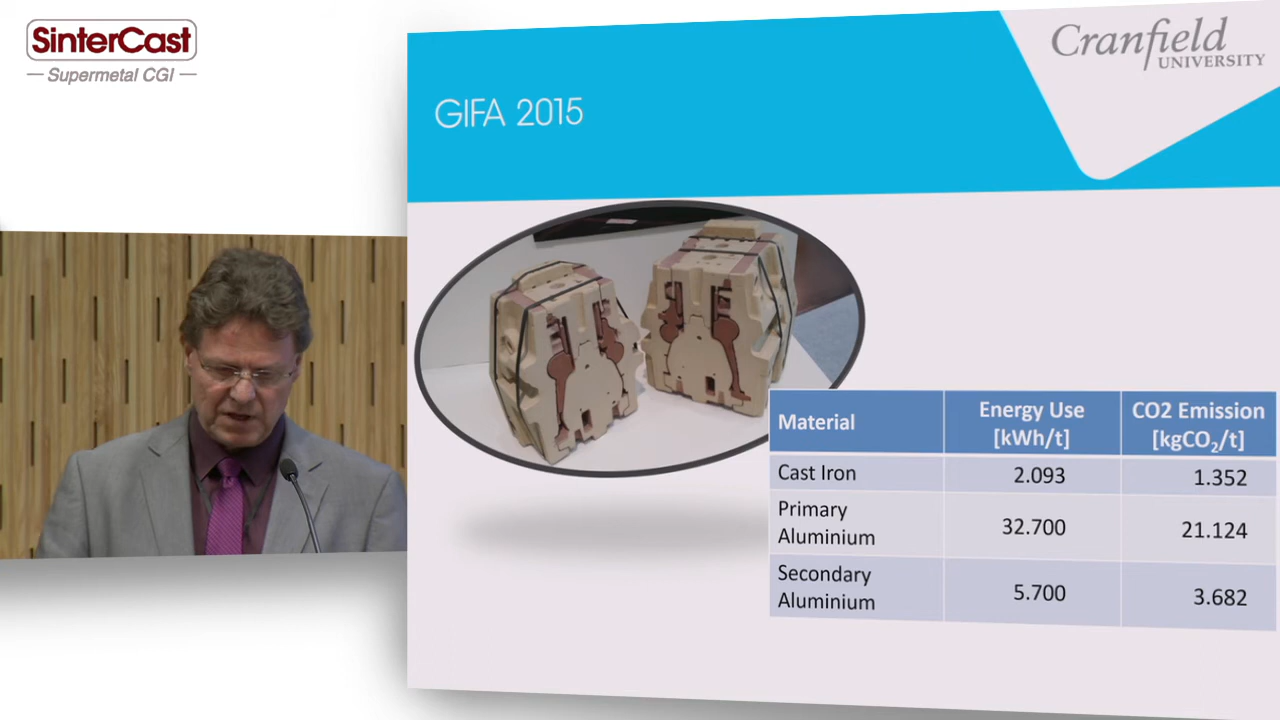 SinterCast
— Supermetal CGI —
Cranfield
UNIVERSITY
GIFA 2015
Material Energy Use [kWh/t] CO2 Emission [kgCO₂/t]
Cast Iron 2.093 1.352
Primary Aluminium 32.700 21.124
Secondary Aluminium 5.700 3.682